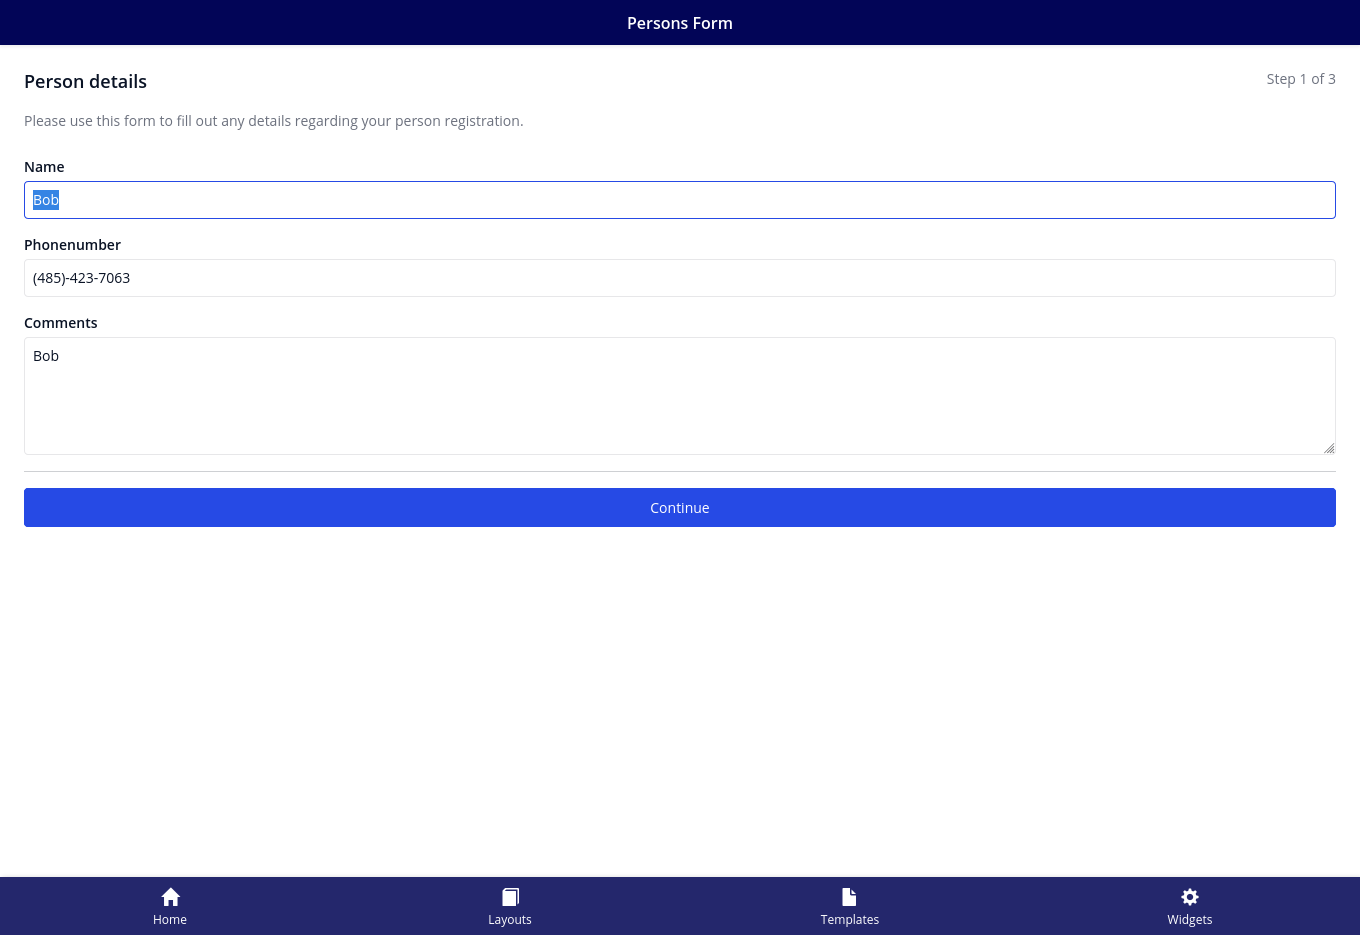 Persons Form
Person details
Step 1 of 3
Please use this form to fill out any details regarding your person registration.
Name
Bob
Phonenumber
(485)-423-7063
Comments
Bob
Continue
Home
Layouts
Templates
Widgets